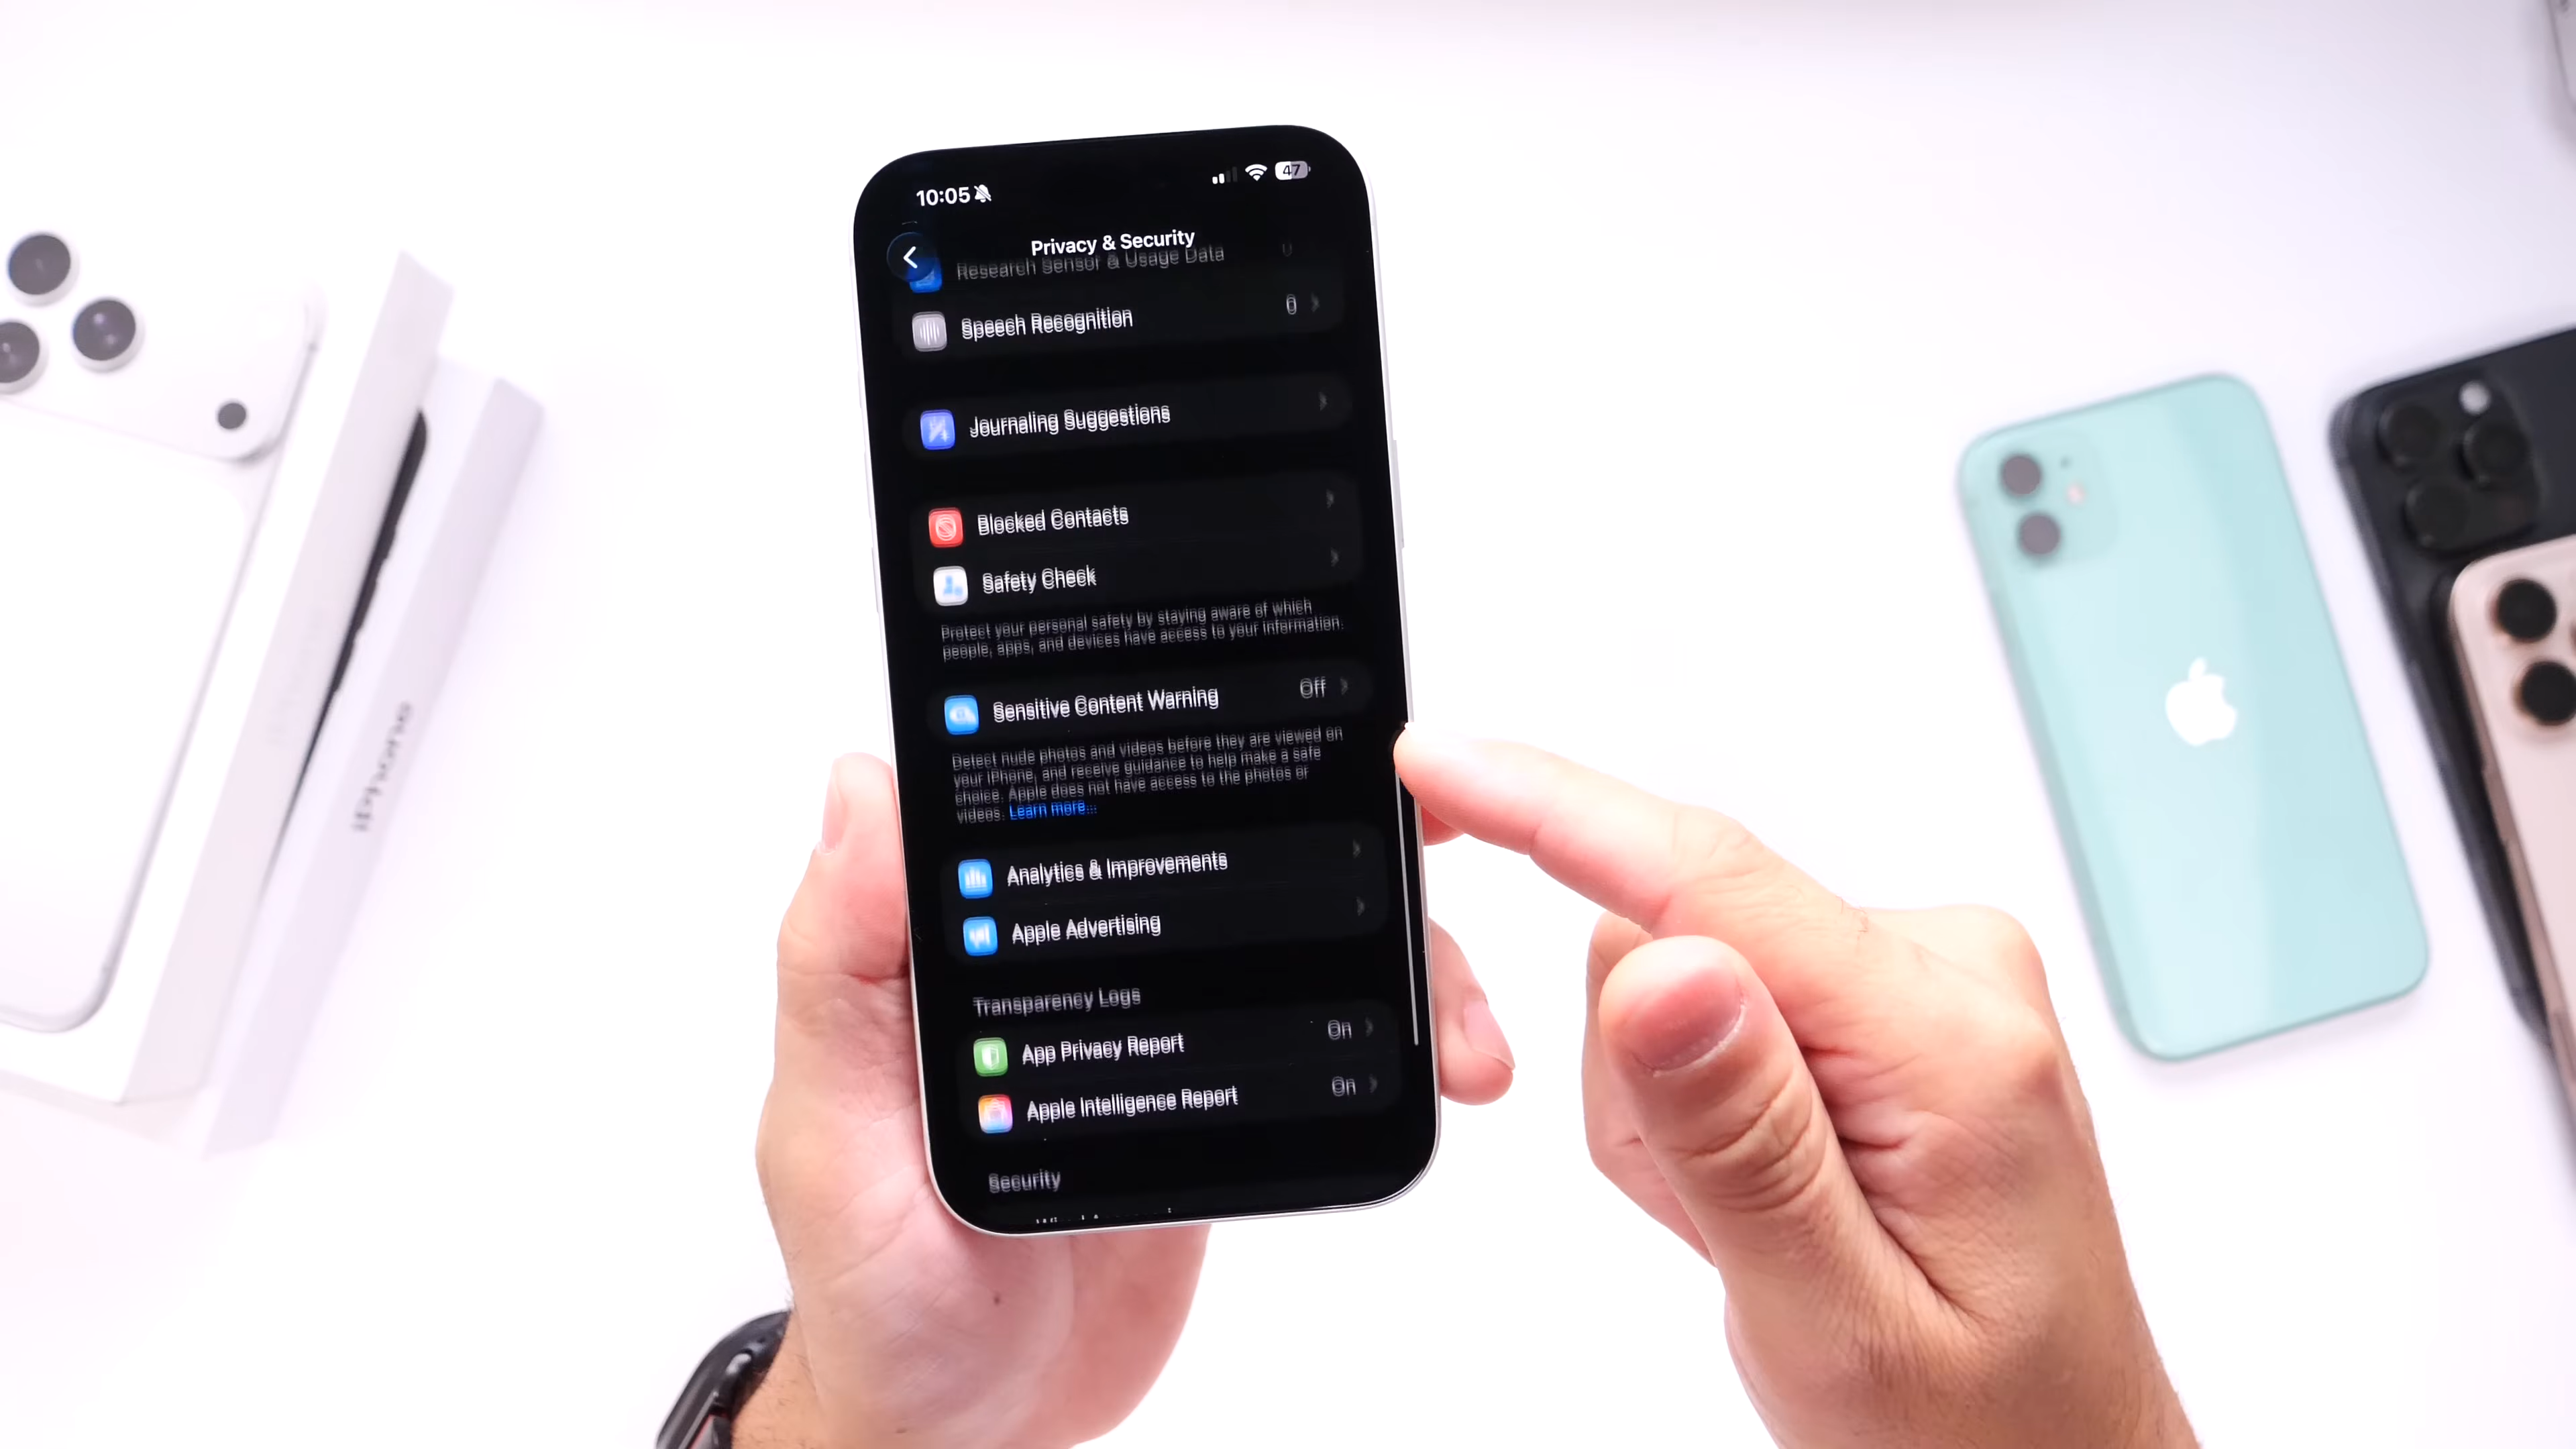 10:05
47
Privacy & Security
Research Sensor & Usage Data 0
Speech Recognition 0
Journaling Suggestions
Blocked Contacts
Safety Check
Protect your personal safety by staying aware of which
people, apps, and devices have access to your information.
Sensitive Content Warning Off
Detect nude photos and videos before they are viewed on
your iPhone, and receive guidance to help make a safe
choice. Apple does not have access to the photos or
videos. Learn more...
Analytics & Improvements
Apple Advertising
Transparency Logs
App Privacy Report On
Apple Intelligence Report On
Security
iPhone